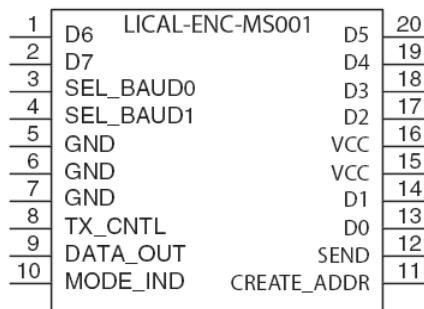 LICAL-ENC-MS001
1 D6 D5 20
2 D7 D4 19
3 SEL_BAUD0 D3 18
4 SEL_BAUD1 D2 17
5 GND VCC 16
6 GND VCC 15
7 GND D1 14
8 TX_CNTL D0 13
9 DATA_OUT SEND 12
10 MODE_IND CREATE_ADDR 11